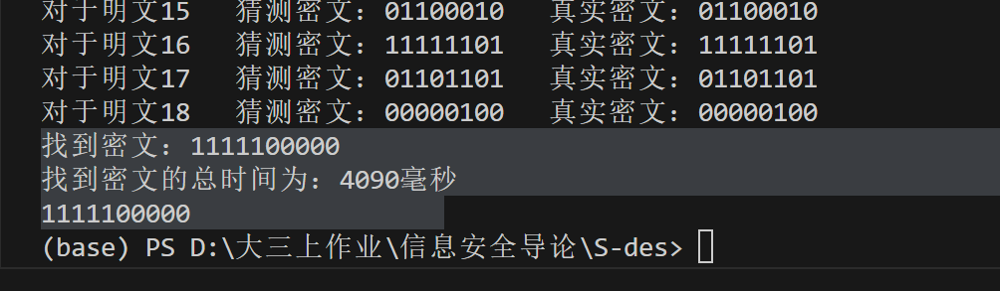 对于明文15 猜测密文：01100010 真实密文：01100010
对于明文16 猜测密文：11111101 真实密文：11111101
对于明文17 猜测密文：01101101 真实密文：01101101
对于明文18 猜测密文：00000100 真实密文：00000100
找到密文：1111100000
找到密文的总时间为：4090毫秒
1111100000
(base) PS D:\大三上作业\信息安全导论\S-des>